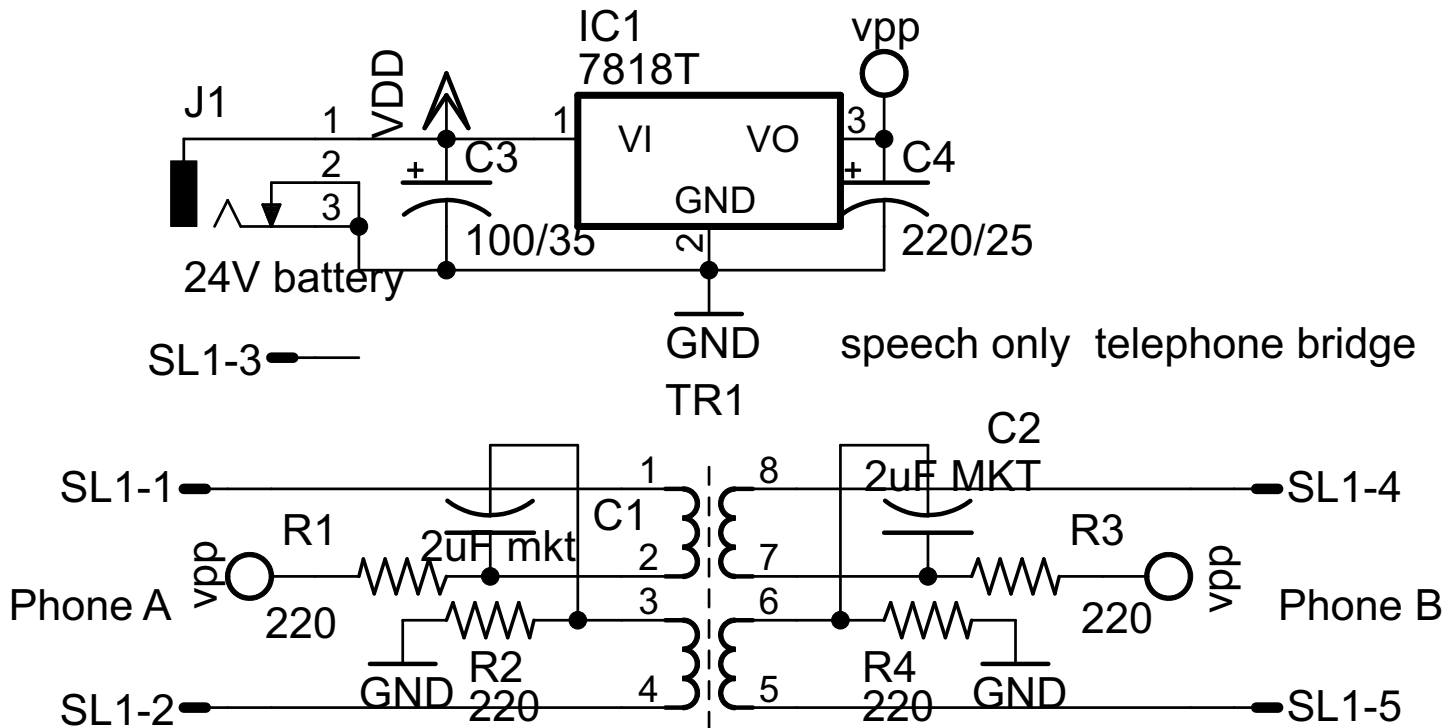 IC1
7818T
vpp
J1
VDD
1
1
VI
VO
3
C3
C4
+
+
2
3
GND
2
100/35
220/25
24V battery
GND
SL1-3
speech only  telephone bridge
TR1
C2
SL1-1
1
8
2uF MKT
SL1-4
R1
C1
R3
2uF mkt
vpp
2
7
vpp
Phone A
220
3
6
220
Phone B
R2
R4
GND
220
4
5
220
GND
SL1-2
SL1-5